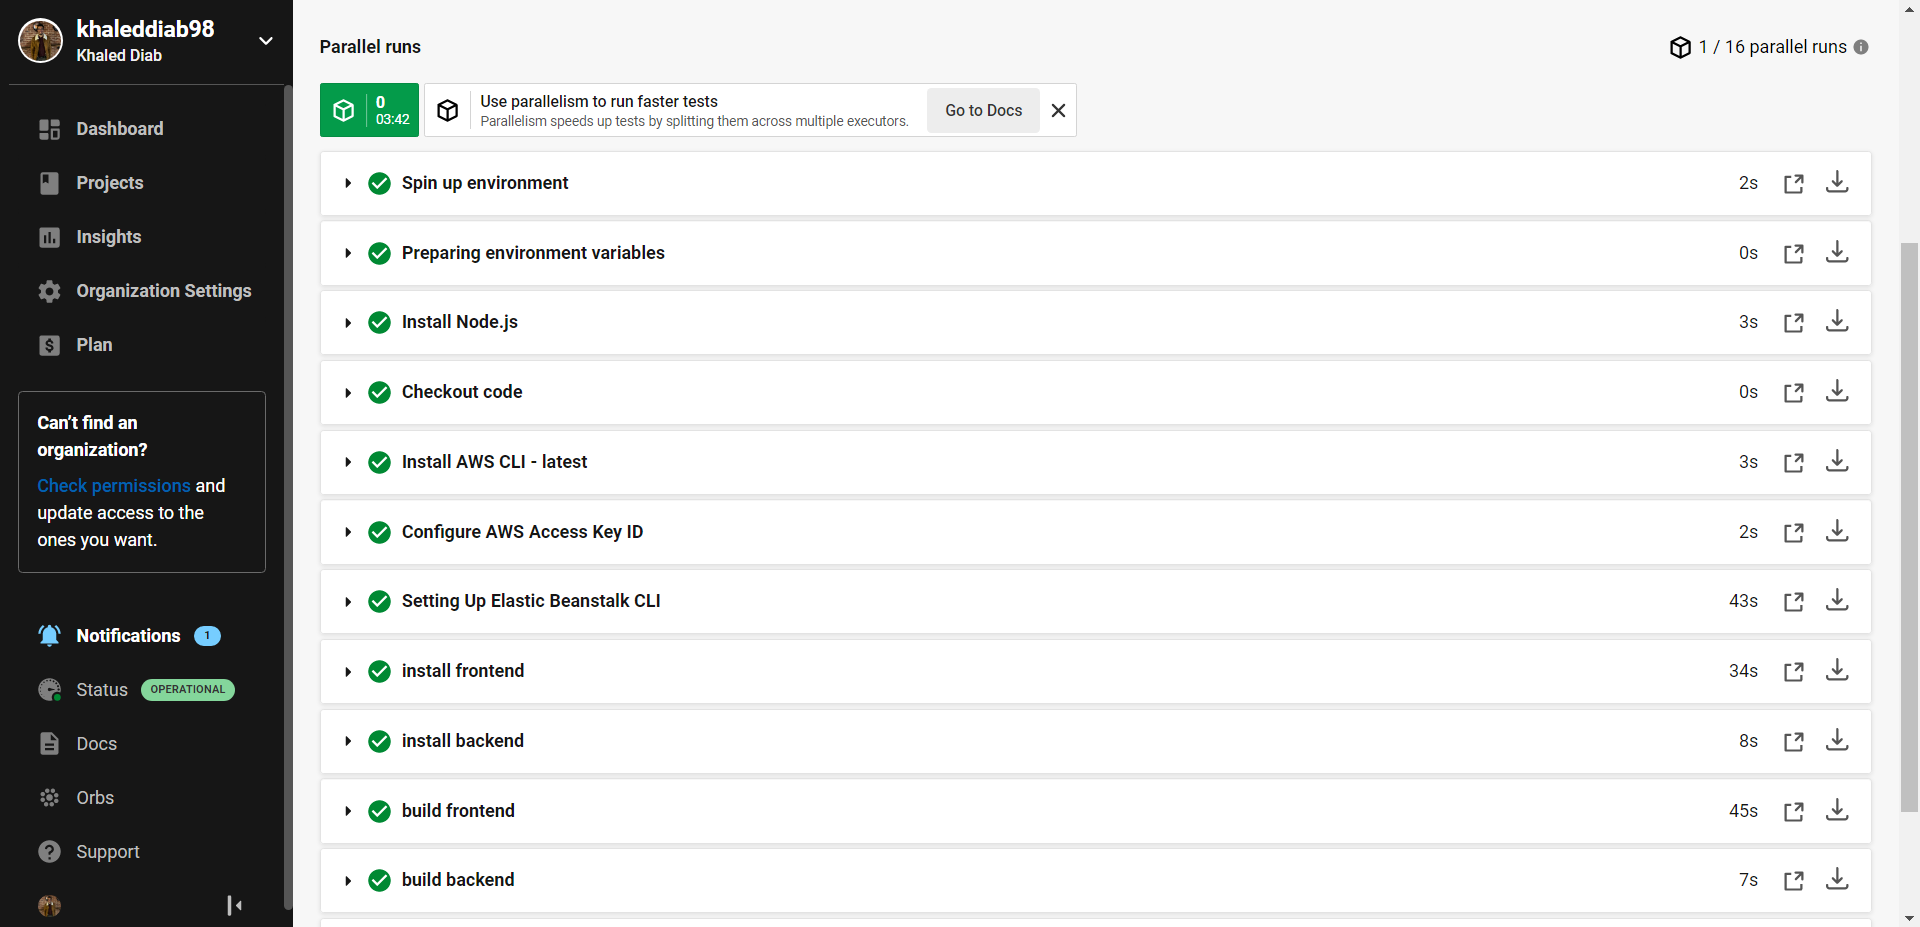 khaleddiab98
Khaled Diab
Dashboard
Projects
Insights
Organization Settings
Plan
Can't find an
organization?
Check permissions and
update access to the
ones you want.
Notifications 1
Status OPERATIONAL
Docs
Orbs
Support
Parallel runs
1 / 16 parallel runs
0
03:42
Use parallelism to run faster tests
Parallelism speeds up tests by splitting them across multiple executors.
Go to Docs
Spin up environment 2s
Preparing environment variables 0s
Install Node.js 3s
Checkout code 0s
Install AWS CLI - latest 3s
Configure AWS Access Key ID 2s
Setting Up Elastic Beanstalk CLI 43s
install frontend 34s
install backend 8s
build frontend 45s
build backend 7s